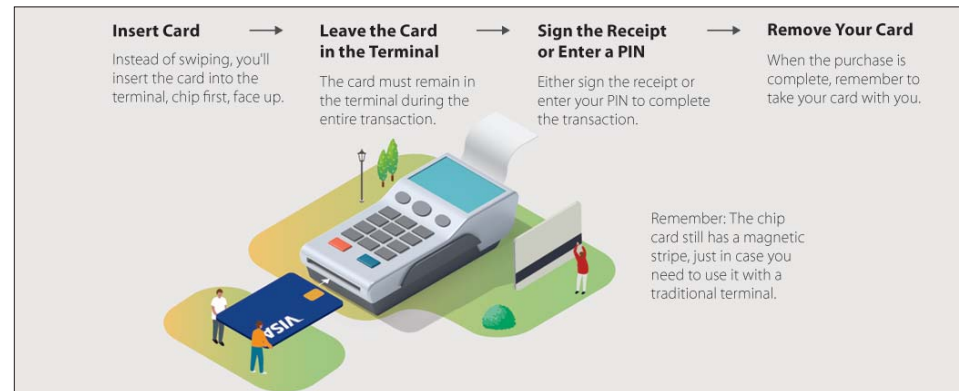 Insert Card
Instead of swiping, you'll
insert the card into the
terminal, chip first, face up.
Leave the Card
in the Terminal
The card must remain in
the terminal during the
entire transaction.
Sign the Receipt
or Enter a PIN
Either sign the receipt or
enter your PIN to complete
the transaction.
Remove Your Card
When the purchase is
complete, remember to
take your card with you.
Remember: The chip
card still has a magnetic
stripe, just in case you
need to use it with a
traditional terminal.
VISA